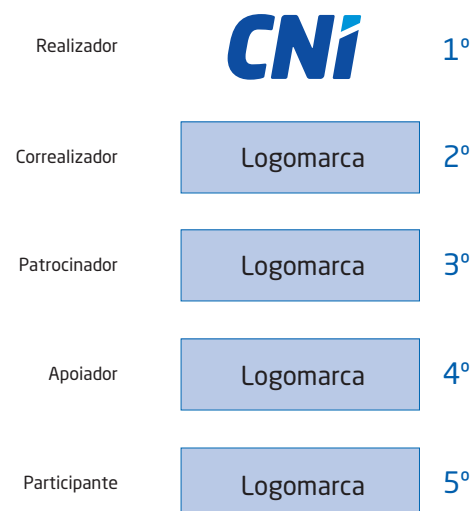 Realizador CNI 1º
Correalizador Logomarca 2º
Patrocinador Logomarca 3º
Apoiador Logomarca 4º
Participante Logomarca 5º